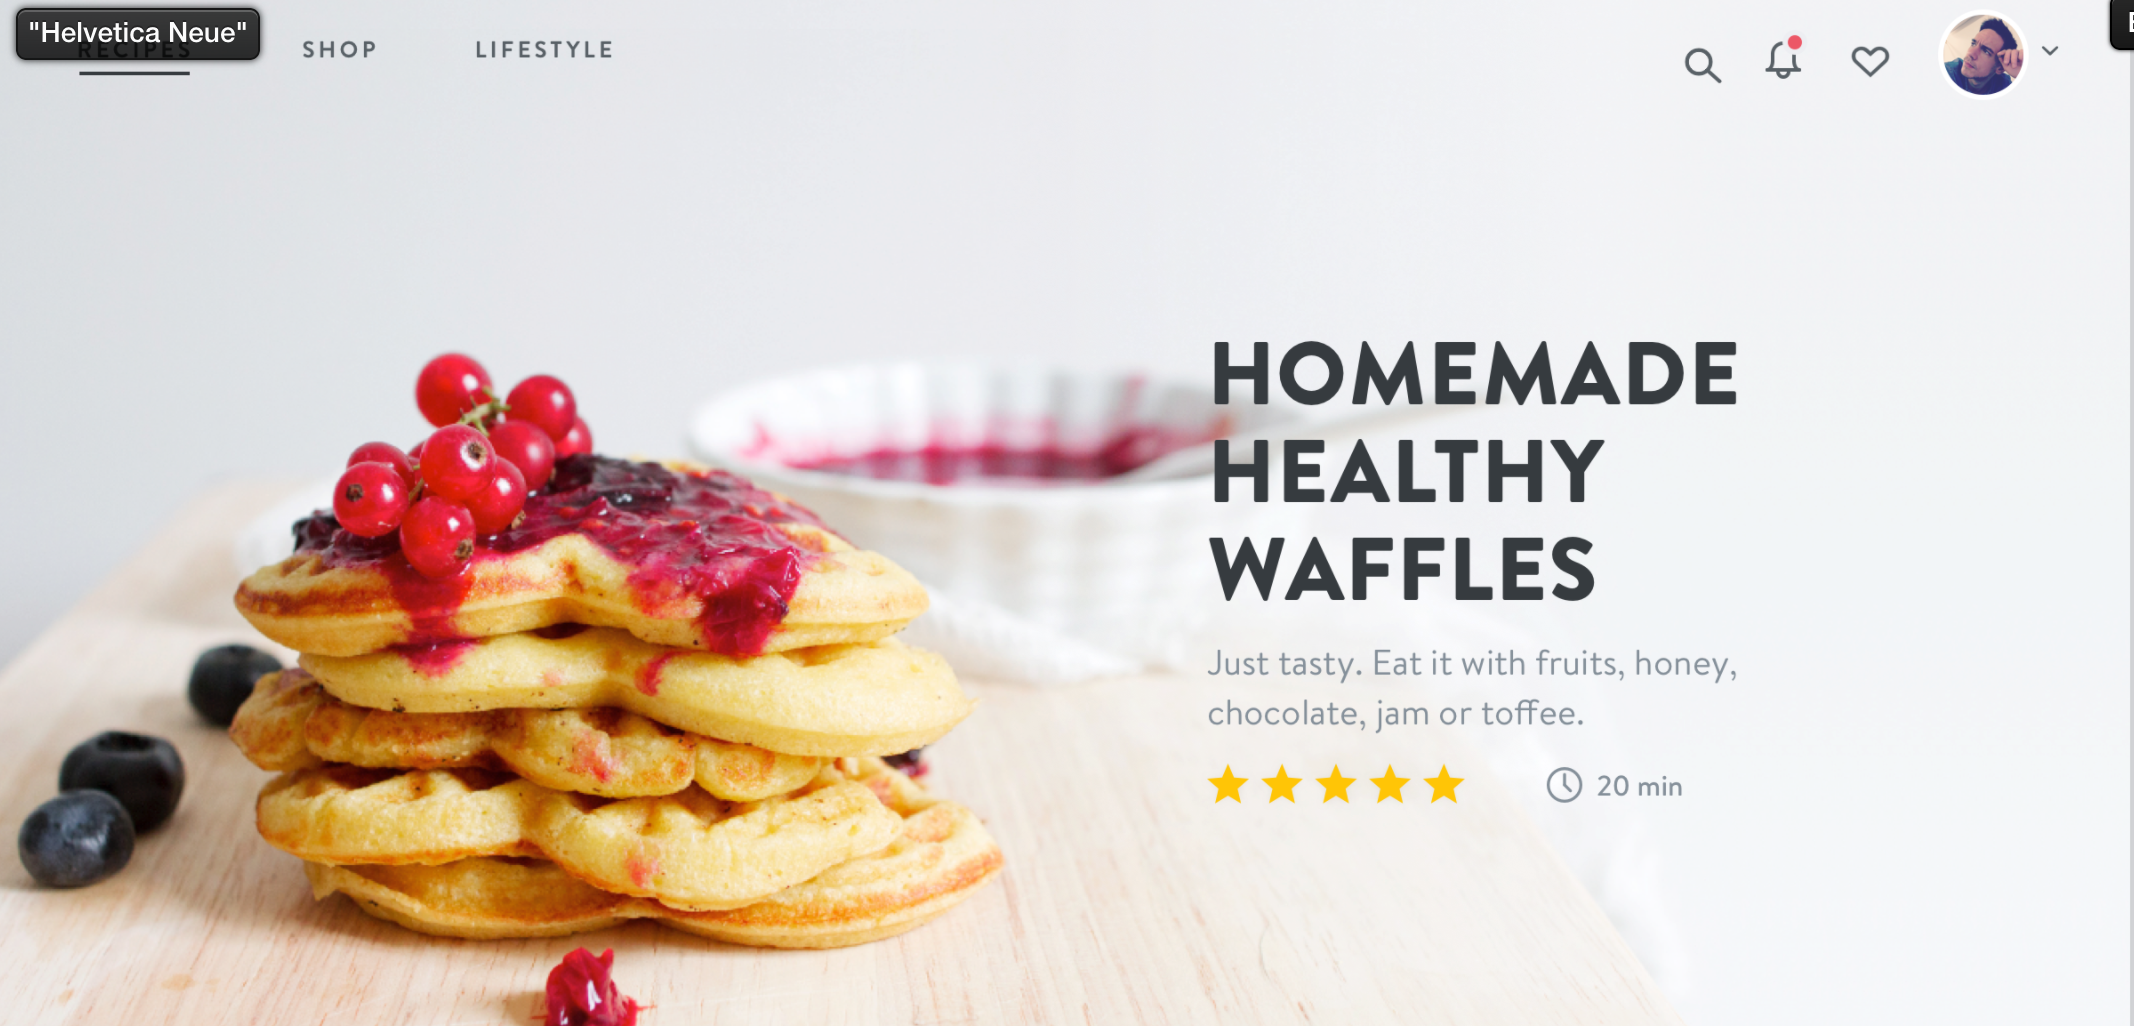 "Helvetica Neue"
RECIPES
SHOP
LIFESTYLE
HOMEMADE
HEALTHY
WAFFLES
Just tasty. Eat it with fruits, honey,
chocolate, jam or toffee.
20 min